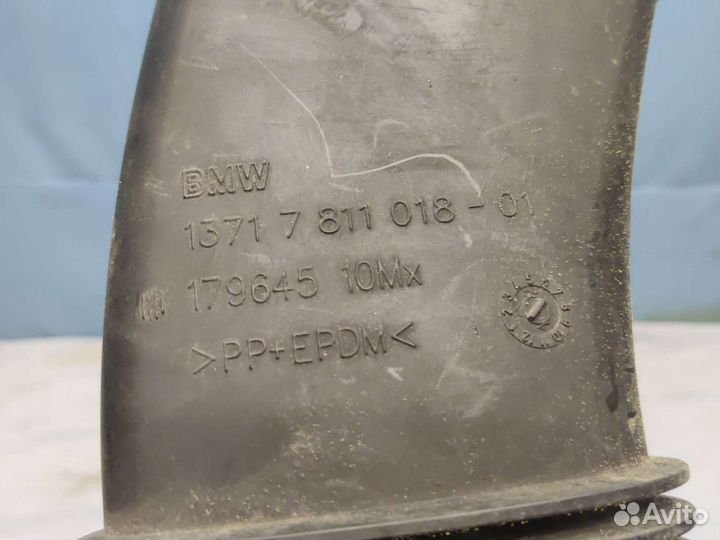 BMW
1371 7 811 018-01
179645 10Mx
>PP+EPDM<
Avito